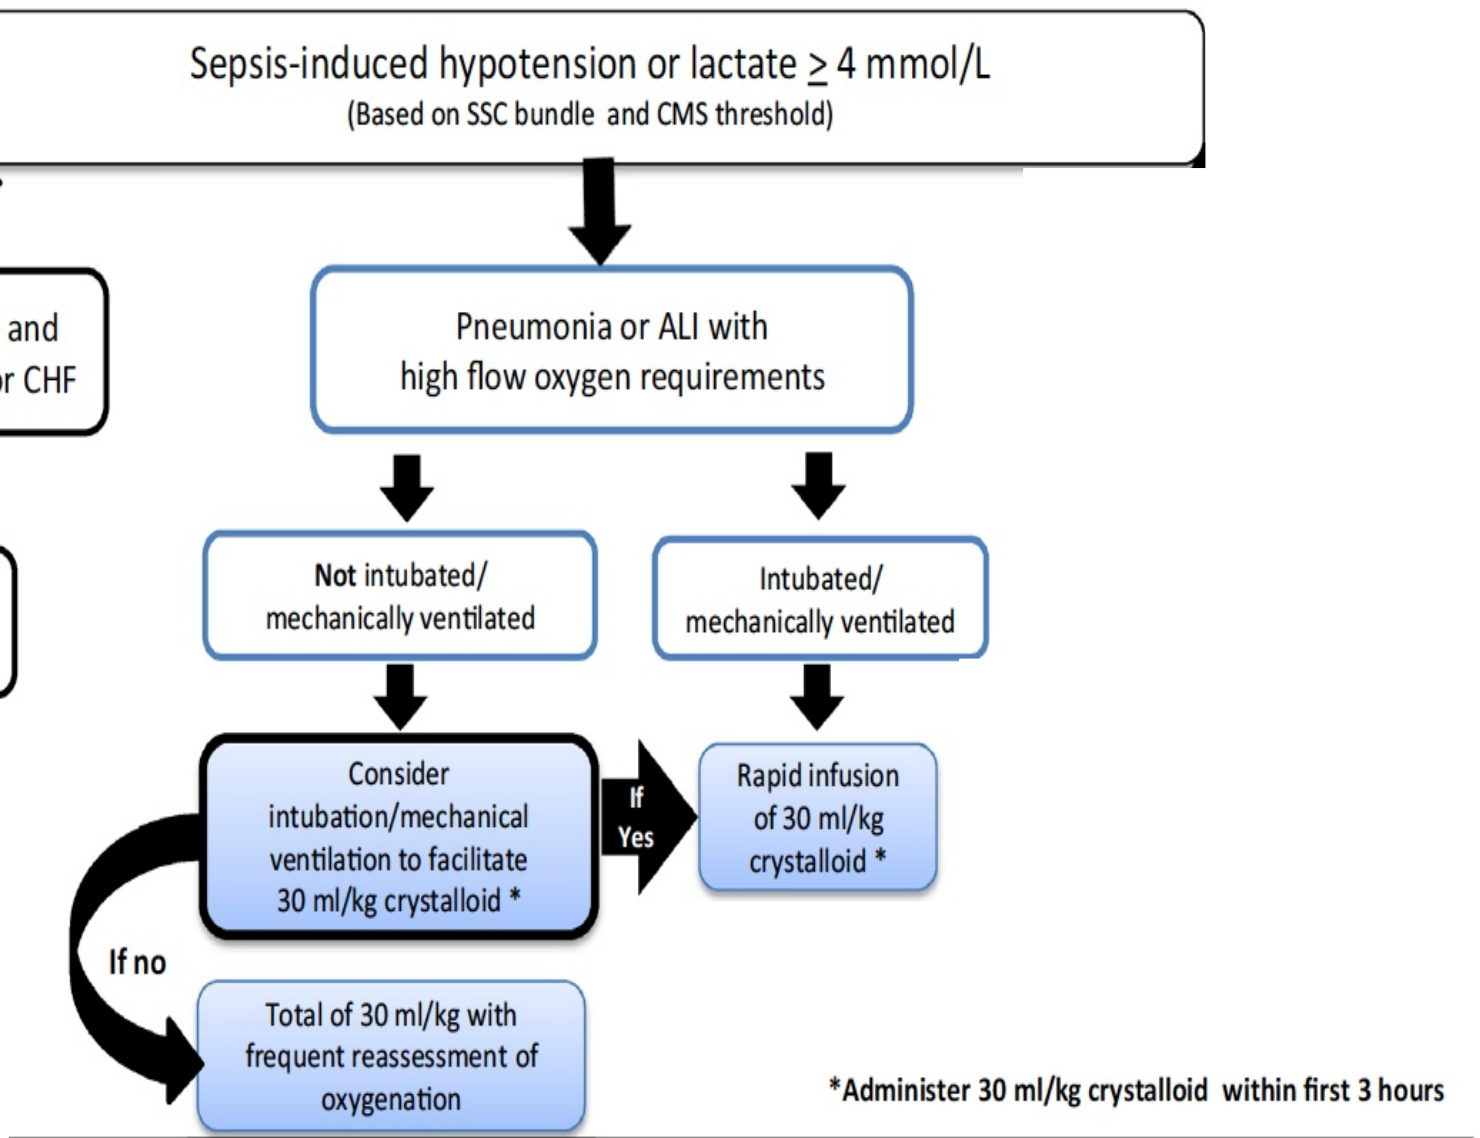 Sepsis-induced hypotension or lactate ≥ 4 mmol/L
(Based on SSC bundle and CMS threshold)
and
or CHF
Pneumonia or ALI with
high flow oxygen requirements
Not intubated/
mechanically ventilated
Intubated/
mechanically ventilated
Consider
intubation/mechanical
ventilation to facilitate
30 ml/kg crystalloid *
If
Yes
Rapid infusion
of 30 ml/kg
crystalloid *
If no
Total of 30 ml/kg with
frequent reassessment of
oxygenation
*Administer 30 ml/kg crystalloid within first 3 hours